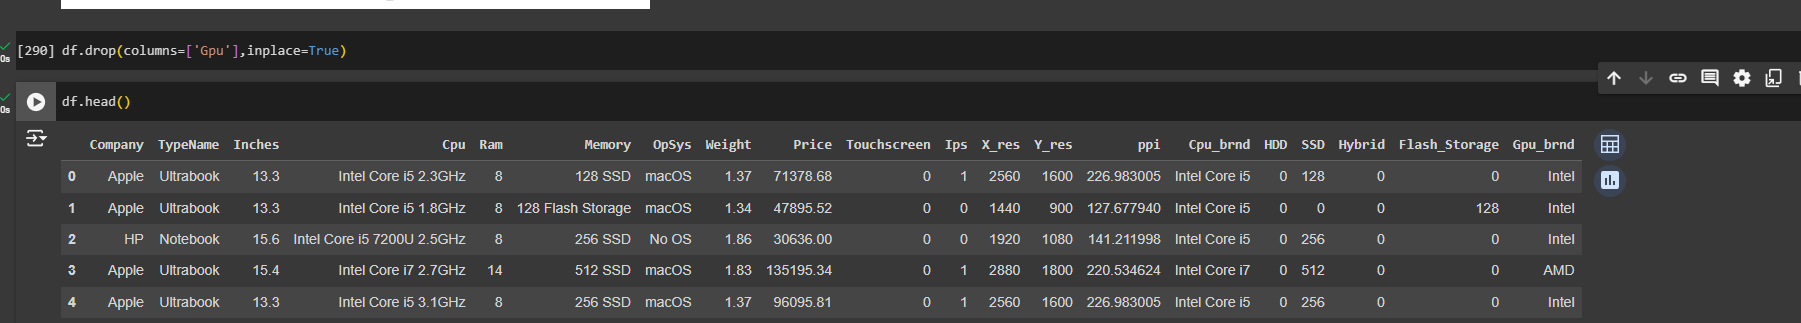 [290] df.drop(columns=['Gpu'],inplace=True)
0s
df.head()
0s
Company TypeName Inches Cpu Ram Memory OpSys Weight Price Touchscreen Ips X_res Y_res ppi Cpu_brnd HDD SSD Hybrid Flash_Storage Gpu_brnd
0 Apple Ultrabook 13.3 Intel Core i5 2.3GHz 8 128 SSD macOS 1.37 71378.68 0 1 2560 1600 226.983005 Intel Core i5 0 128 0 0 Intel
1 Apple Ultrabook 13.3 Intel Core i5 1.8GHz 8 128 Flash Storage macOS 1.34 47895.52 0 0 1440 900 127.677940 Intel Core i5 0 0 0 128 Intel
2 HP Notebook 15.6 Intel Core i5 7200U 2.5GHz 8 256 SSD No OS 1.86 30636.00 0 0 1920 1080 141.211998 Intel Core i5 0 256 0 0 Intel
3 Apple Ultrabook 15.4 Intel Core i7 2.7GHz 14 512 SSD macOS 1.83 135195.34 0 1 2880 1800 220.534624 Intel Core i7 0 512 0 0 AMD
4 Apple Ultrabook 13.3 Intel Core i5 3.1GHz 8 256 SSD macOS 1.37 96095.81 0 1 2560 1600 226.983005 Intel Core i5 0 256 0 0 Intel